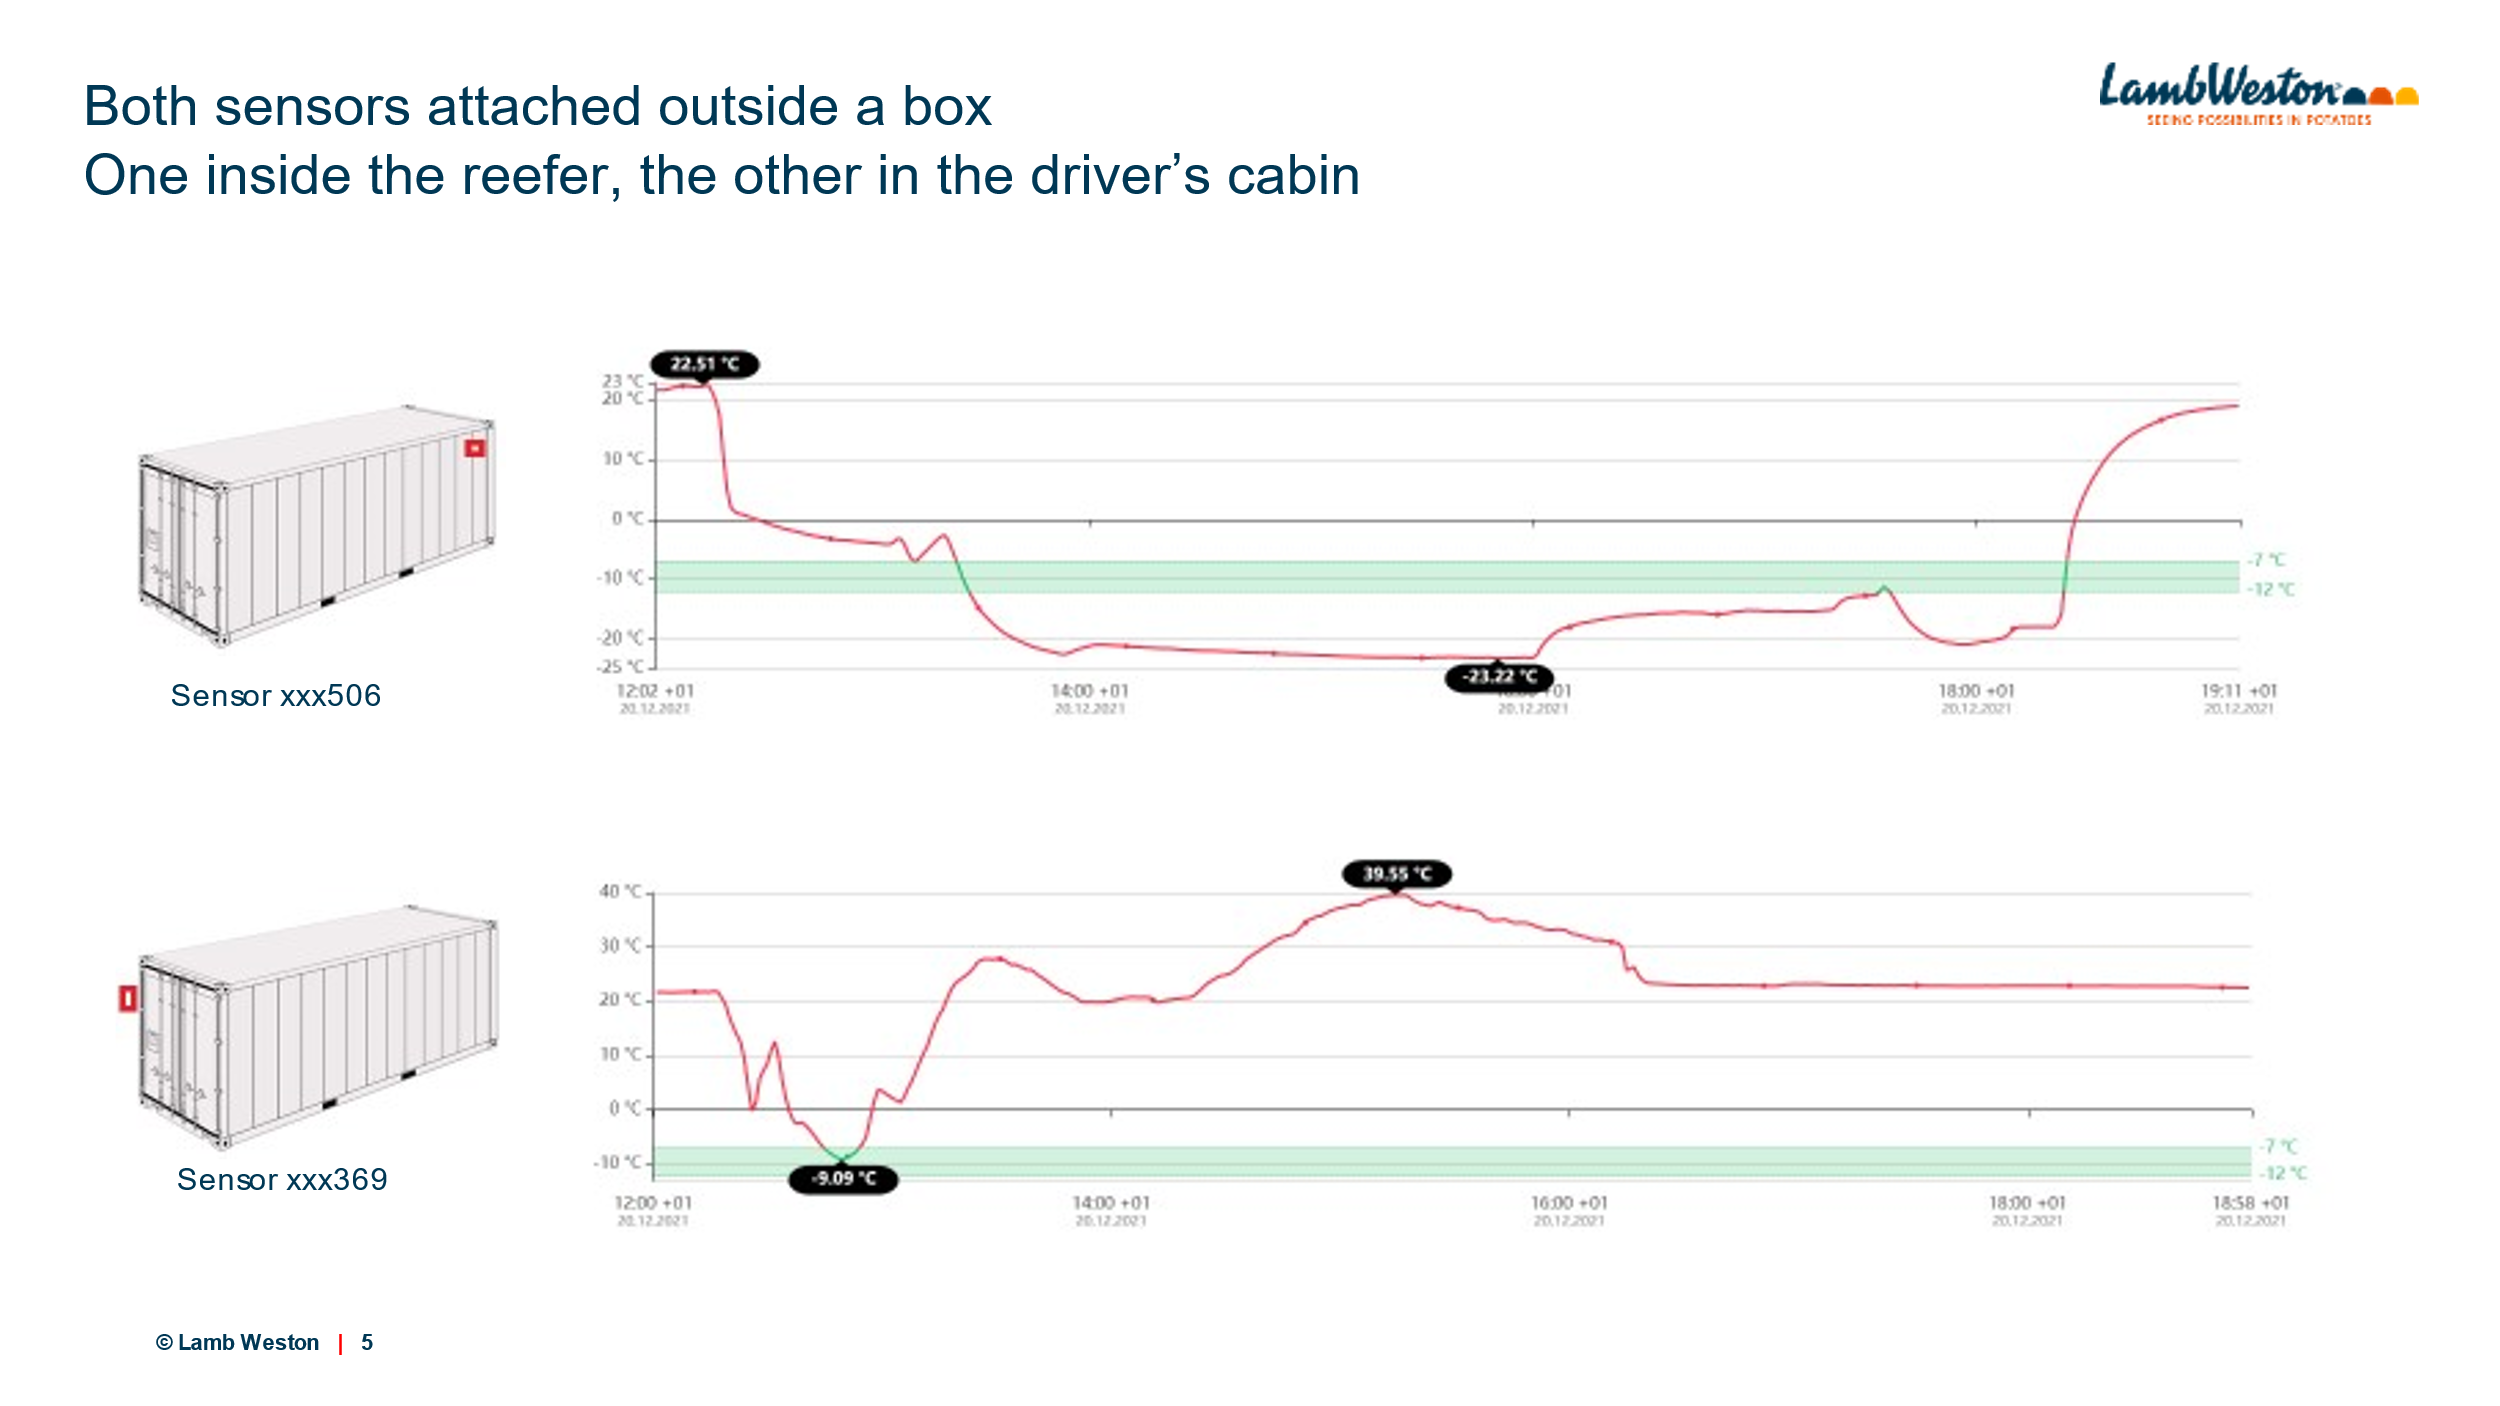 Both sensors attached outside a box
One inside the reefer, the other in the driver’s cabin
LambWeston
SEEING POSSIBILITIES IN POTATOES
22.51 °C
23 °C
20 °C
10 °C
0 °C
-10 °C
-20 °C
-25 °C
-7 °C
-12 °C
-23.22 °C
12:02 +01
20.12.2021
14:00 +01
20.12.2021
+01
20.12.2021
18:00 +01
20.12.2021
19:11 +01
20.12.2021
Sensor xxx506
39.55 °C
40 °C
30 °C
20 °C
10 °C
0 °C
-10 °C
-7 °C
-12 °C
-9.09 °C
12:00 +01
20.12.2021
14:00 +01
20.12.2021
16:00 +01
20.12.2021
18:00 +01
20.12.2021
18:58 +01
20.12.2021
Sensor xxx369
© Lamb Weston | 5